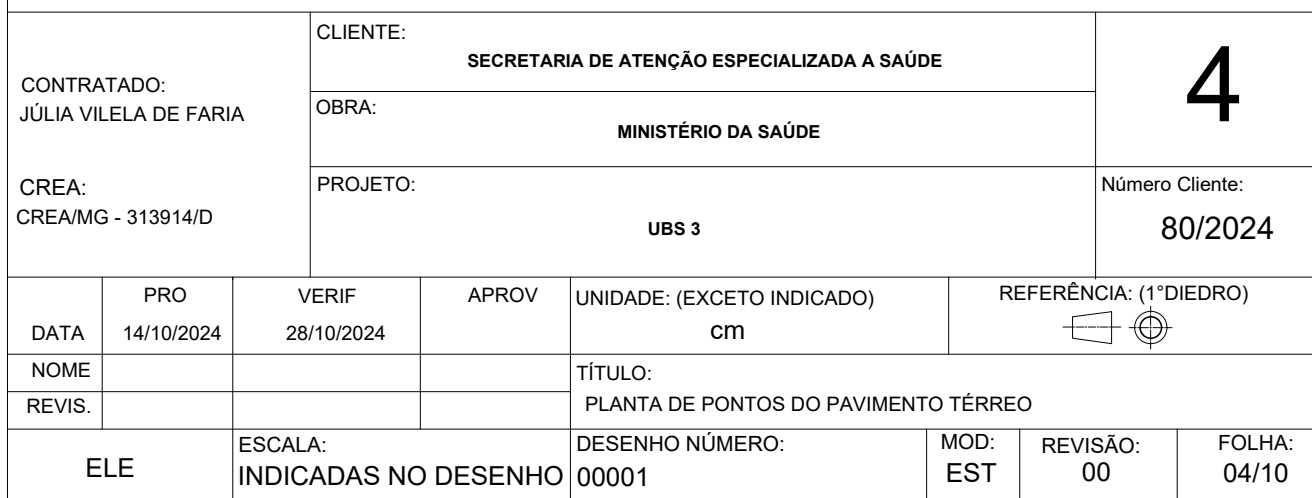 CONTRATADO:
JÚLIA VILELA DE FARIA
CREA:
CREA/MG - 313914/D
CLIENTE:
SECRETARIA DE ATENÇÃO ESPECIALIZADA A SAÚDE
OBRA:
MINISTÉRIO DA SAÚDE
PROJETO:
UBS 3
4
Número Cliente:
80/2024
PRO VERIF APROV
DATA 14/10/2024 28/10/2024
NOME
REVIS.
UNIDADE: (EXCETO INDICADO)
cm
REFERÊNCIA: (1°DIEDRO)
TÍTULO:
PLANTA DE PONTOS DO PAVIMENTO TÉRREO
ELE
ESCALA:
INDICADAS NO DESENHO
DESENHO NÚMERO:
00001
MOD:
EST
REVISÃO:
00
FOLHA:
04/10